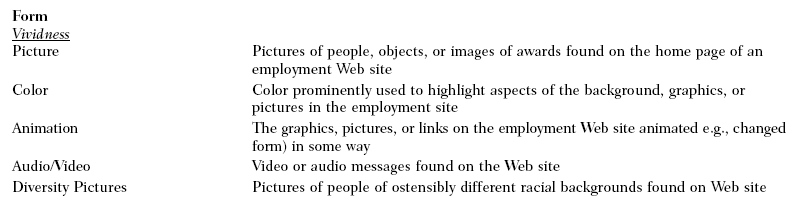 Form
Vividness
Picture Pictures of people, objects, or images of awards found on the home page of an
employment Web site
Color Color prominently used to highlight aspects of the background, graphics, or
pictures in the employment site
Animation The graphics, pictures, or links on the employment Web site animated e.g., changed
form) in some way
Audio/Video Video or audio messages found on the Web site
Diversity Pictures Pictures of people of ostensibly different racial backgrounds found on Web site